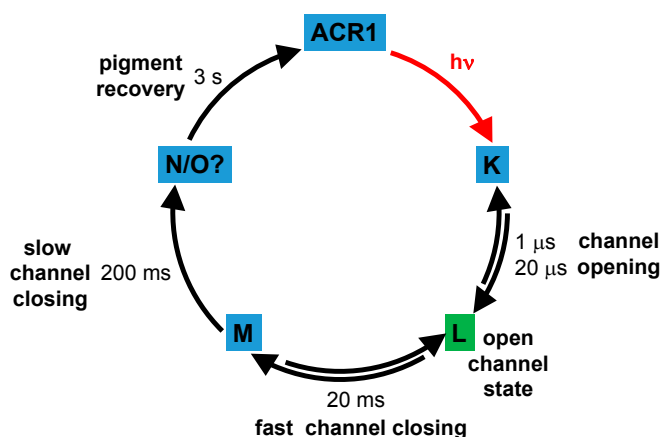 ACR1
hν
pigment
recovery
3 s
N/O?
K
slow
channel
closing
200 ms
1 μs
20 μs
channel
opening
M
L
open
channel
state
20 ms
fast channel closing